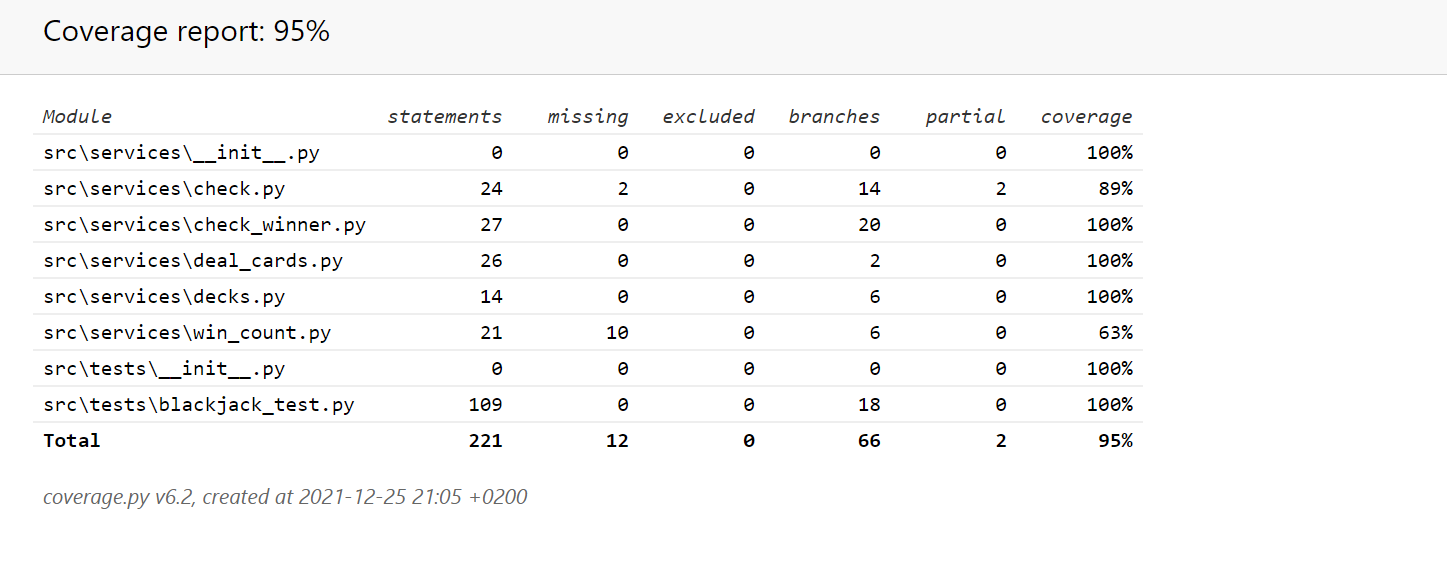 Coverage report: 95%
Module statements missing excluded branches partial coverage
src\services\__init__.py 0 0 0 0 0 100%
src\services\check.py 24 2 0 14 2 89%
src\services\check_winner.py 27 0 0 20 0 100%
src\services\deal_cards.py 26 0 0 2 0 100%
src\services\decks.py 14 0 0 6 0 100%
src\services\win_count.py 21 10 0 6 0 63%
src\tests\__init__.py 0 0 0 0 0 100%
src\tests\blackjack_test.py 109 0 0 18 0 100%
Total 221 12 0 66 2 95%
coverage.py v6.2, created at 2021-12-25 21:05 +0200